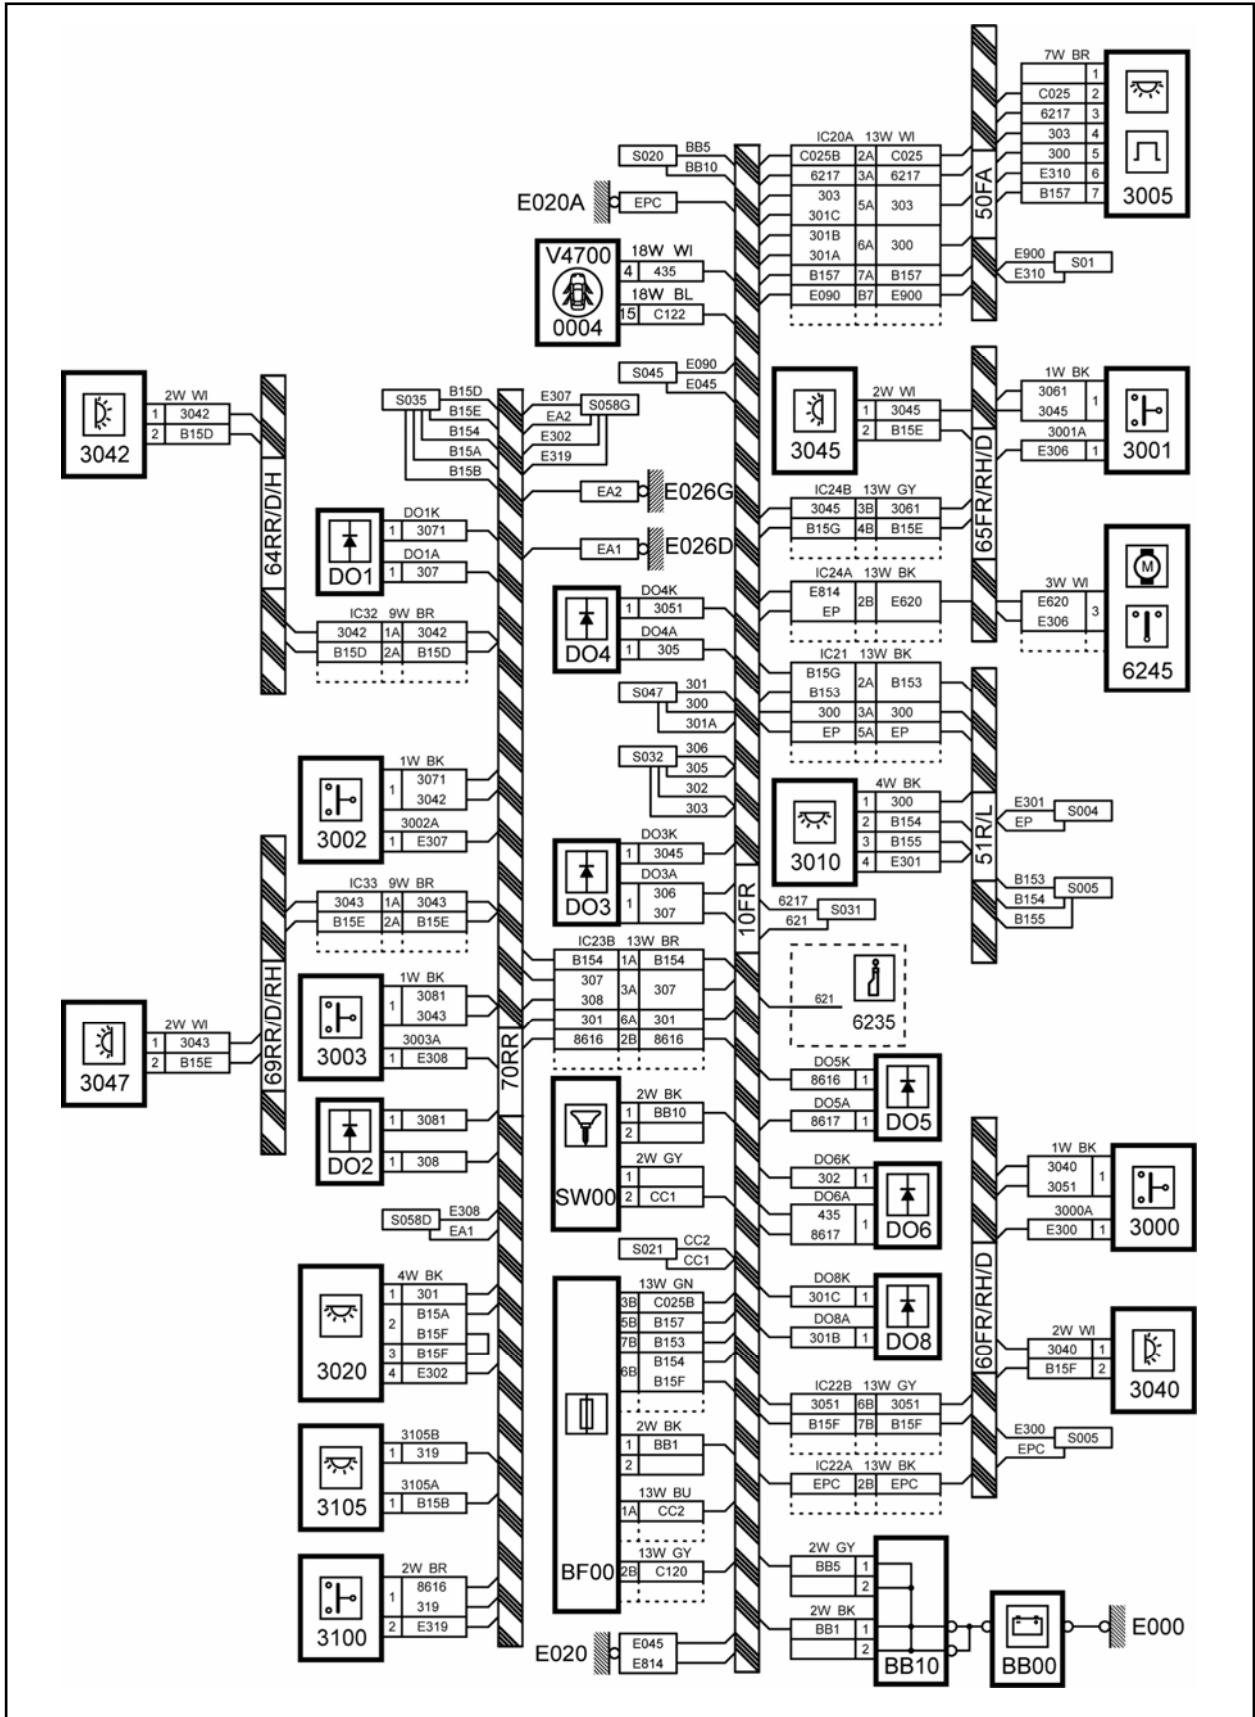 7W BR
1
C025 2
6217 3
303 4
300 5
E310 6
B157 7
3005
50FA
IC20A 13W WI
C025B 2A C025
6217 3A 6217
303
301C
5A 303
301B
301A
6A 300
B157 7A B157
E090 B7 E900
E900
E310
S01
S020
BB5
BB10
E020A
EPC
V4700
0004
18W WI
4 435
18W BL
15 C122
S045
E090
E045
3042
2W WI
1 3042
2 B15D
64RR/D/H
S035
B15D
B15E
B154
B15A
B15B
E307
EA2
E302
E319
S058G
EA2
E026G
EA1
E026D
DO1
DO1K
1 3071
DO1A
1 307
IC32 9W BR
3042 1A 3042
B15D 2A B15D
3045
2W WI
1 3045
2 B15E
65FR/RH/D
1W BK
3061
3045
1
3001A
E306 1
3001
IC24B 13W GY
3045 3B 3061
B15G 4B B15E
IC24A 13W BK
E814
EP
2B E620
3W WI
E620
E306
3
M
6245
DO4
DO4K
1 3051
DO4A
1 305
IC21 13W BK
B15G
B153
2A B153
300 3A 300
EP 5A EP
S047
301
300
301A
S032
306
305
302
303
3002
1W BK
1
3071
3042
3002A
1 E307
3010
4W BK
1 300
2 B154
3 B155
4 E301
51R/L
E301
EP
S004
B153
B154
B155
S005
DO3
DO3K
1 3045
DO3A
1
306
307
10FR
6217
621
S031
621
6235
IC33 9W BR
3043 1A 3043
B15E 2A B15E
69RR/D/RH
3047
2W WI
1 3043
2 B15E
3003
1W BK
1
3081
3043
3003A
1 E308
70RR
IC23B 13W BR
B154 1A B154
307
308
3A 307
301 6A 301
8616 2B 8616
DO2
1 3081
1 308
SW00
2W BK
1 BB10
2
2W GY
1
2 CC1
DO5K
8616 1
DO5A
8617 1
DO5
DO6K
302 1
DO6A
435
8617
1
DO6
60FR/RH/D
1W BK
3040
3051
1
3000A
E300 1
3000
S058D
E308
EA1
S021
CC2
CC1
3020
4W BK
1 301
2
B15A
B15F
3 B15F
4 E302
BF00
13W GN
3B C025B
5B B157
7B B153
6B
B154
B15F
2W BK
1 BB1
2
13W BU
1A CC2
13W GY
2B C120
DO8K
301C 1
DO8A
301B 1
DO8
2W WI
3040 1
B15F 2
3040
IC22B 13W GY
3051 6B 3051
B15F 7B B15F
IC22A 13W BK
EPC 2B EPC
E300
EPC
S005
3105
3105B
1 319
3105A
1 B15B
3100
2W BR
1
8616
319
2 E319
E020
E045
E814
2W GY
BB5 1
2
2W BK
BB1 1
2
BB10
BB00
E000